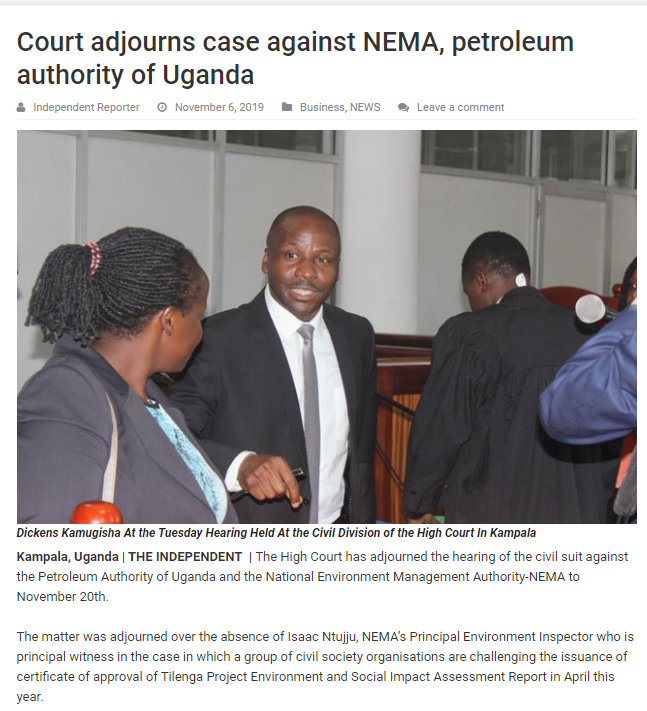 Court adjourns case against NEMA, petroleum
authority of Uganda
Independent Reporter November 6, 2019 Business, NEWS Leave a comment
Dickens Kamugisha At the Tuesday Hearing Held At the Civil Division of the High Court In Kampala
Kampala, Uganda | THE INDEPENDENT | The High Court has adjourned the hearing of the civil suit against
the Petroleum Authority of Uganda and the National Environment Management Authority-NEMA to
November 20th.
The matter was adjourned over the absence of Isaac Ntujju, NEMA’s Principal Environment Inspector who is
principal witness in the case in which a group of civil society organisations are challenging the issuance of
certificate of approval of Tilenga Project Environment and Social Impact Assessment Report in April this
year.